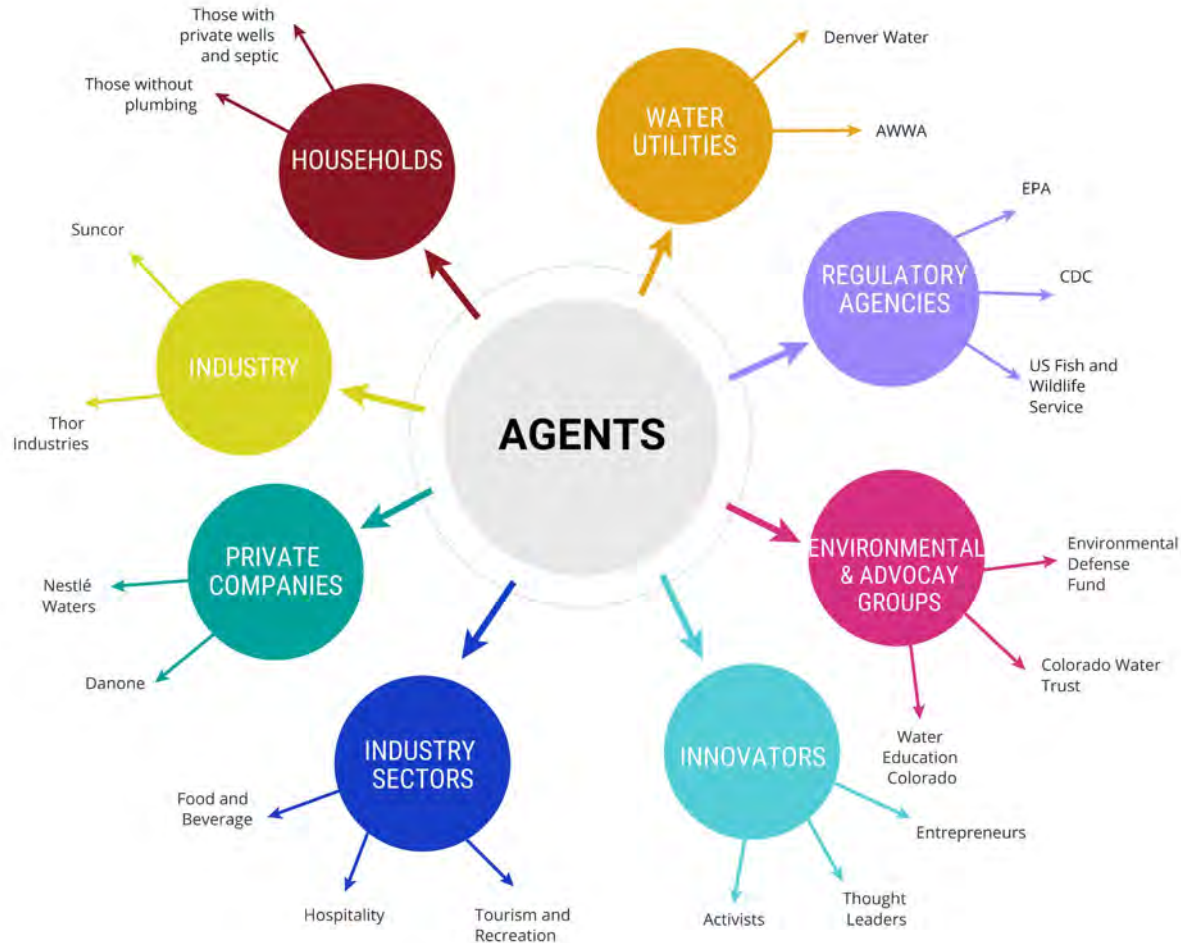 AGENTS
Those with
private wells
and septic
Those without
plumbing
HOUSEHOLDS
WATER
UTILITIES
Denver Water
AWWA
REGULATORY
AGENCIES
EPA
CDC
US Fish and
Wildlife
Service
ENVIRONMENTAL
& ADVOCAY
GROUPS
Environmental
Defense
Fund
Colorado Water
Trust
Water
Education
Colorado
INNOVATORS
Entrepreneurs
Thought
Leaders
Activists
INDUSTRY
SECTORS
Tourism and
Recreation
Hospitality
Food and
Beverage
PRIVATE
COMPANIES
Danone
Nestlé
Waters
INDUSTRY
Thor
Industries
Suncor